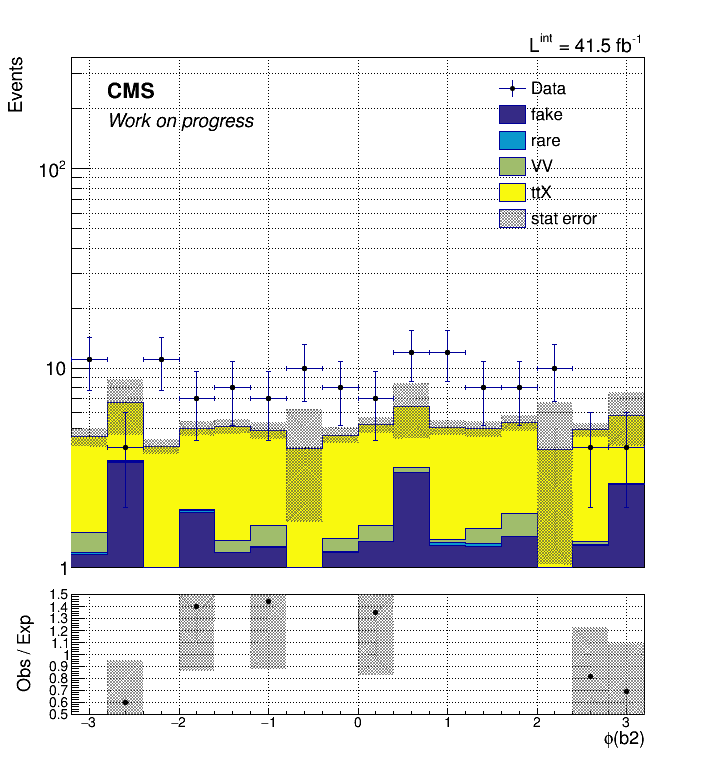 L^int = 41.5 fb^-1
Events
CMS
Work on progress
Data
fake
rare
VV
ttX
stat error
10^2
10
1
Obs / Exp
1.5
1.4
1.3
1.2
1.1
1
0.9
0.8
0.7
0.6
0.5
−3 −2 −1 0 1 2 3
ϕ(b2)